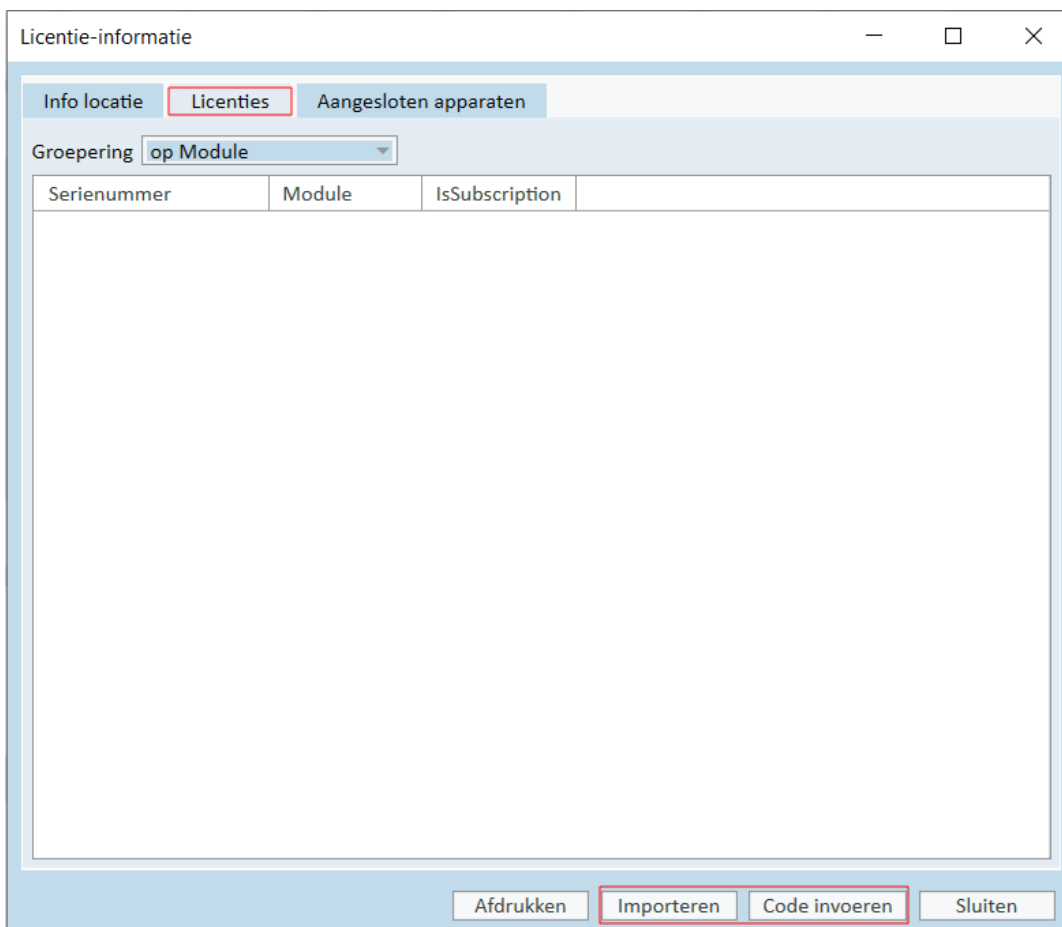 Licentie-informatie
Info locatie Licenties Aangesloten apparaten
Groepering op Module
Serienummer Module IsSubscription
Afdrukken Importeren Code invoeren Sluiten